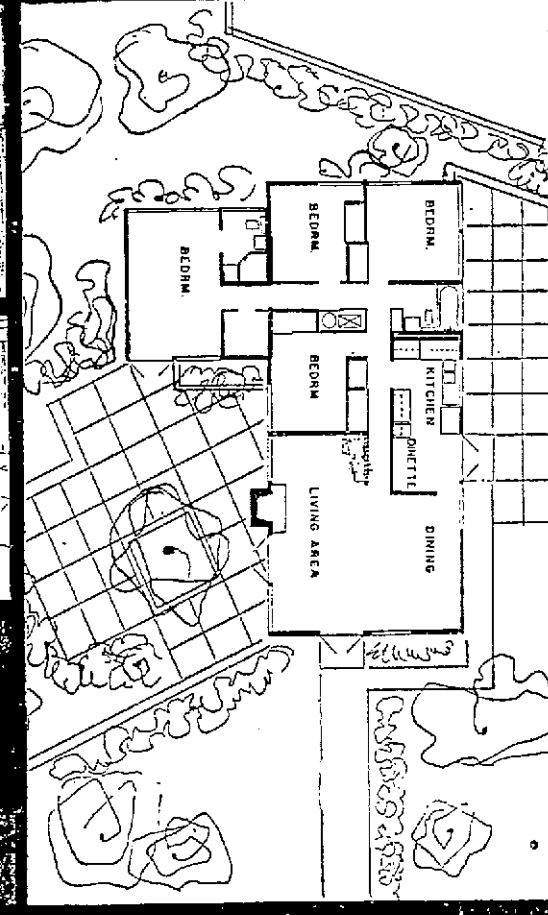 BEDRM.
BEDRM.
BEDRM.
BEDRM
KITCHEN
DINETTE
LIVING AREA
DINING